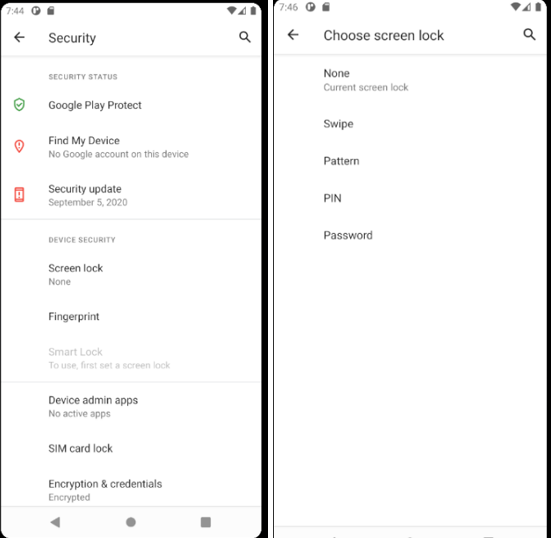 7:44
Security
SECURITY STATUS
Google Play Protect
Find My Device
No Google account on this device
Security update
September 5, 2020
DEVICE SECURITY
Screen lock
None
Fingerprint
Smart Lock
To use, first set a screen lock
Device admin apps
No active apps
SIM card lock
Encryption & credentials
Encrypted
7:46
Choose screen lock
None
Current screen lock
Swipe
Pattern
PIN
Password